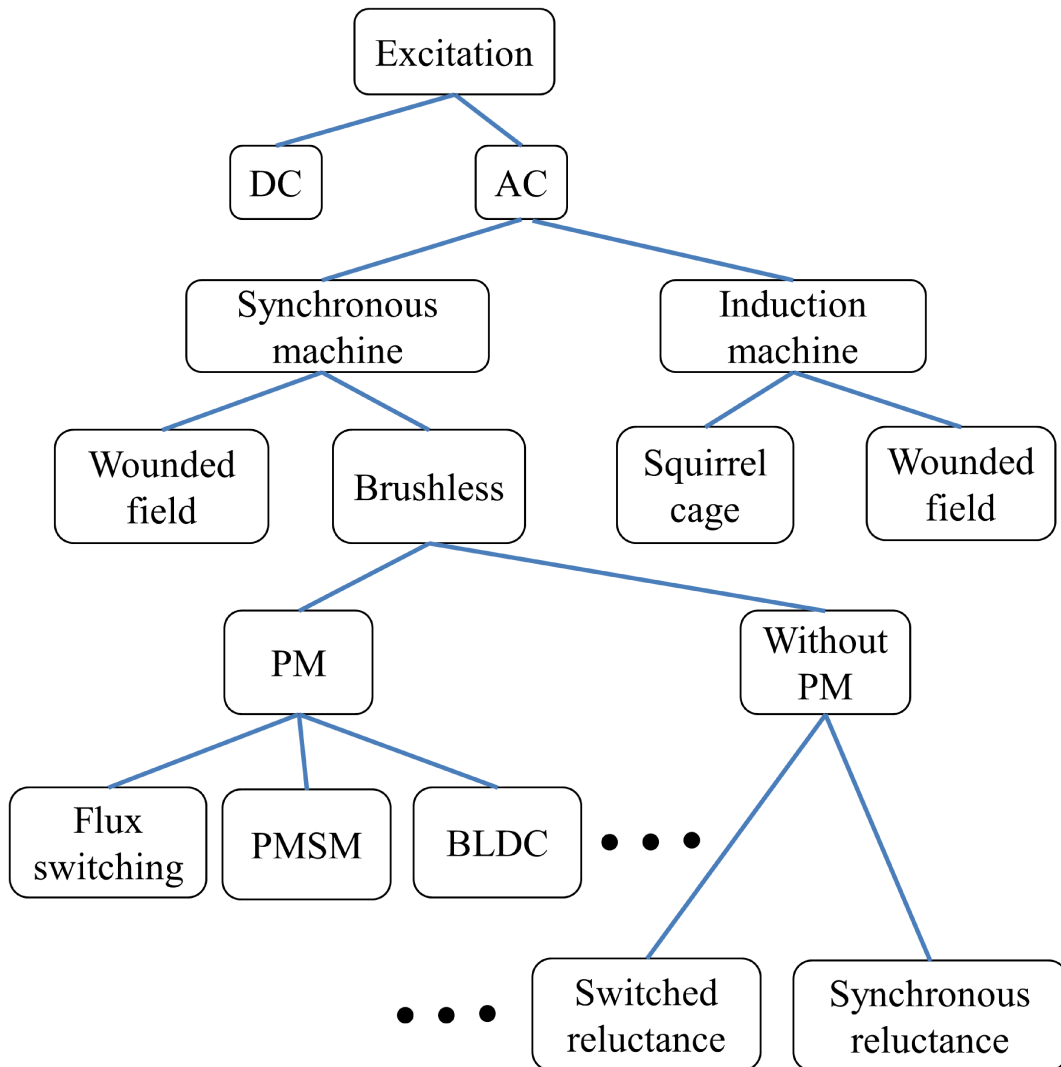 Excitation
DC
AC
Synchronous
machine
Induction
machine
Wounded
field
Brushless
Squirrel
cage
Wounded
field
PM
Without
PM
Flux
switching
PMSM
BLDC
Switched
reluctance
Synchronous
reluctance